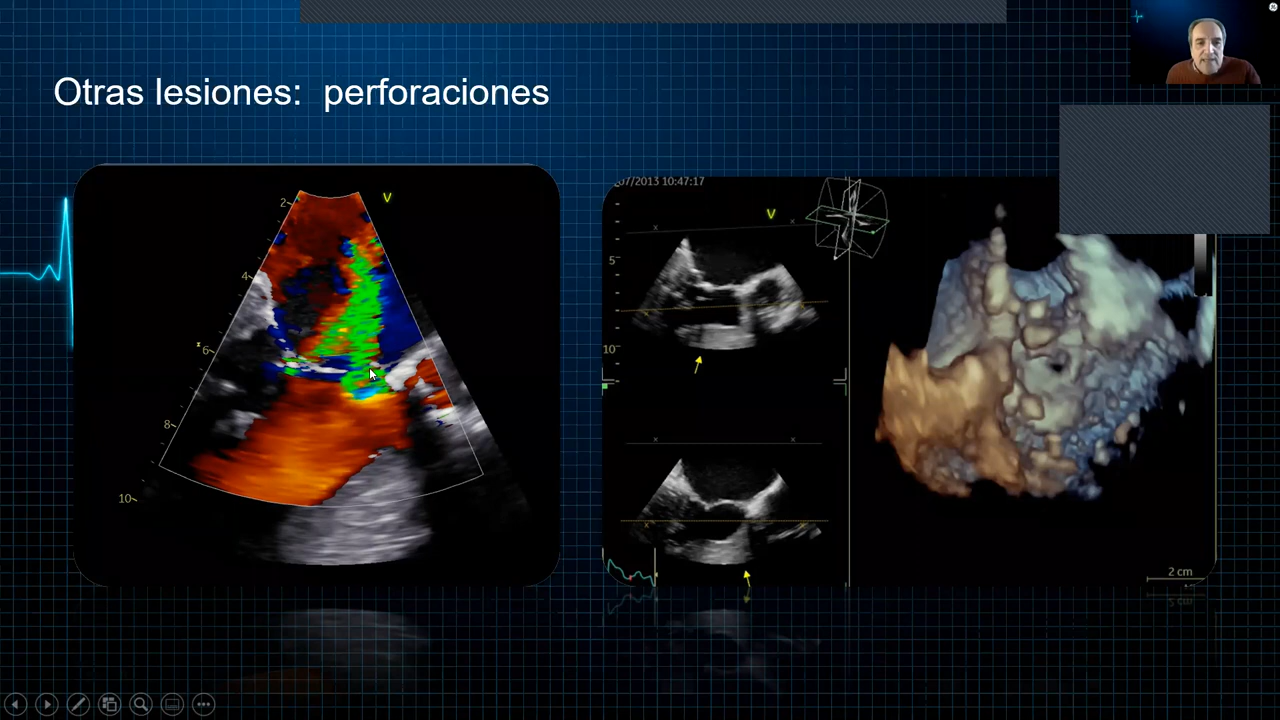 Otras lesiones: perforaciones
V
2
4
6
8
10
07/2013 10:47:17
V
5
10
2 cm